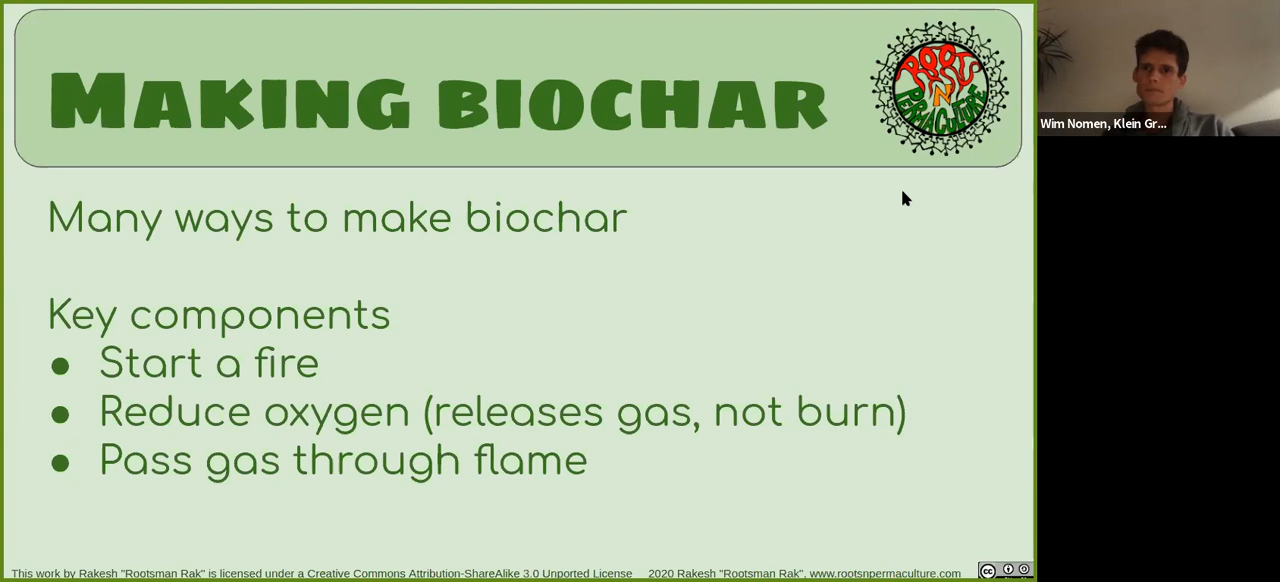 MAKING BIOCHAR
ROOTS
N
PERMACULTURE
Wim Nomen, Klein Gr...
Many ways to make biochar
Key components
● Start a fire
● Reduce oxygen (releases gas, not burn)
● Pass gas through flame
This work by Rakesh "Rootsman Rak" is licensed under a Creative Commons Attribution-ShareAlike 3.0 Unported License 2020 Rakesh "Rootsman Rak", www.rootsnpermaculture.com